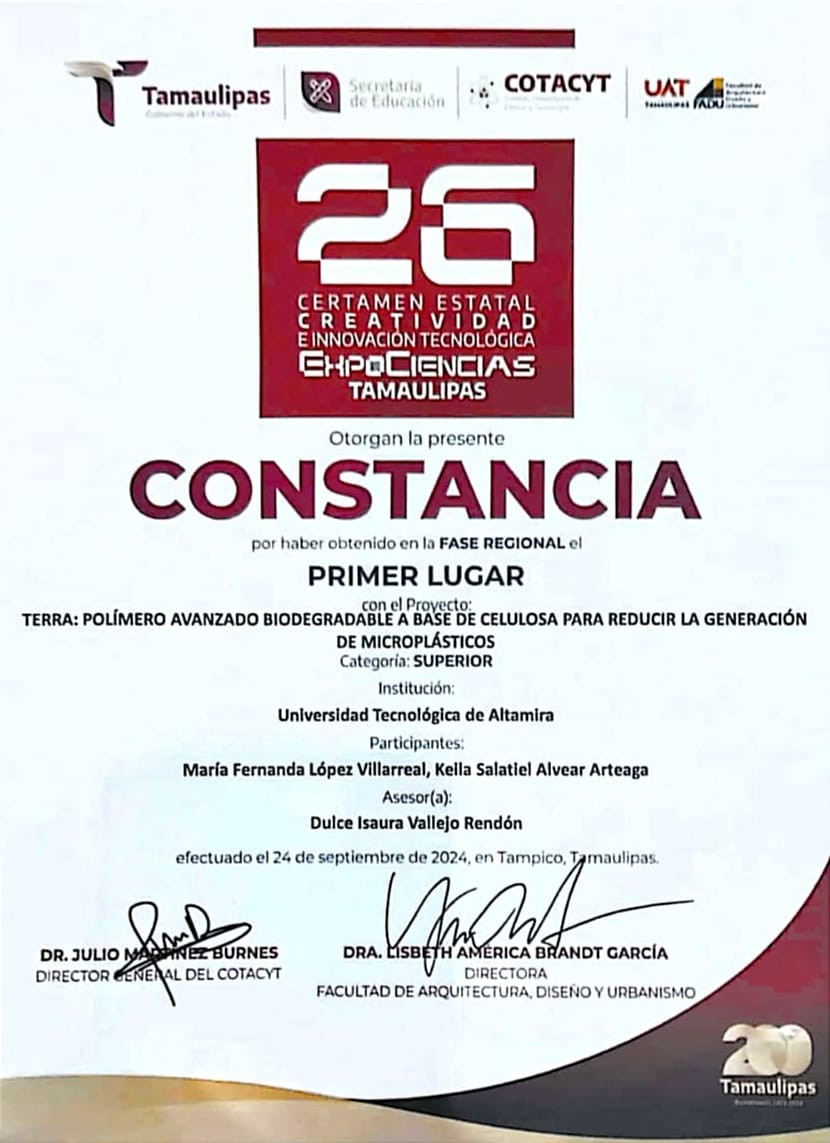 Tamaulipas
Gobierno del Estado
Secretaría
de Educación
COTACYT
UAT
TAMAULIPAS
FADU
Facultad de
Arquitectura
Diseño y
Urbanismo
26
CERTAMEN ESTATAL
CREATIVIDAD
E INNOVACIÓN TECNOLÓGICA
EXPOCIENCIAS
TAMAULIPAS
Otorgan la presente
CONSTANCIA
por haber obtenido en la FASE REGIONAL el
PRIMER LUGAR
con el Proyecto:
TERRA: POLÍMERO AVANZADO BIODEGRADABLE A BASE DE CELULOSA PARA REDUCIR LA GENERACIÓN
DE MICROPLÁSTICOS
Categoría: SUPERIOR
Institución:
Universidad Tecnológica de Altamira
Participantes:
María Fernanda López Villarreal, Keila Salatiel Alvear Arteaga
Asesor(a):
Dulce Isaura Vallejo Rendón
efectuado el 24 de septiembre de 2024, en Tampico, Tamaulipas.
DR. JULIO MARTÍNEZ BURNES
DIRECTOR GENERAL DEL COTACYT
DRA. LISBETH AMÉRICA BRANDT GARCÍA
DIRECTORA
FACULTAD DE ARQUITECTURA, DISEÑO Y URBANISMO
200
Tamaulipas